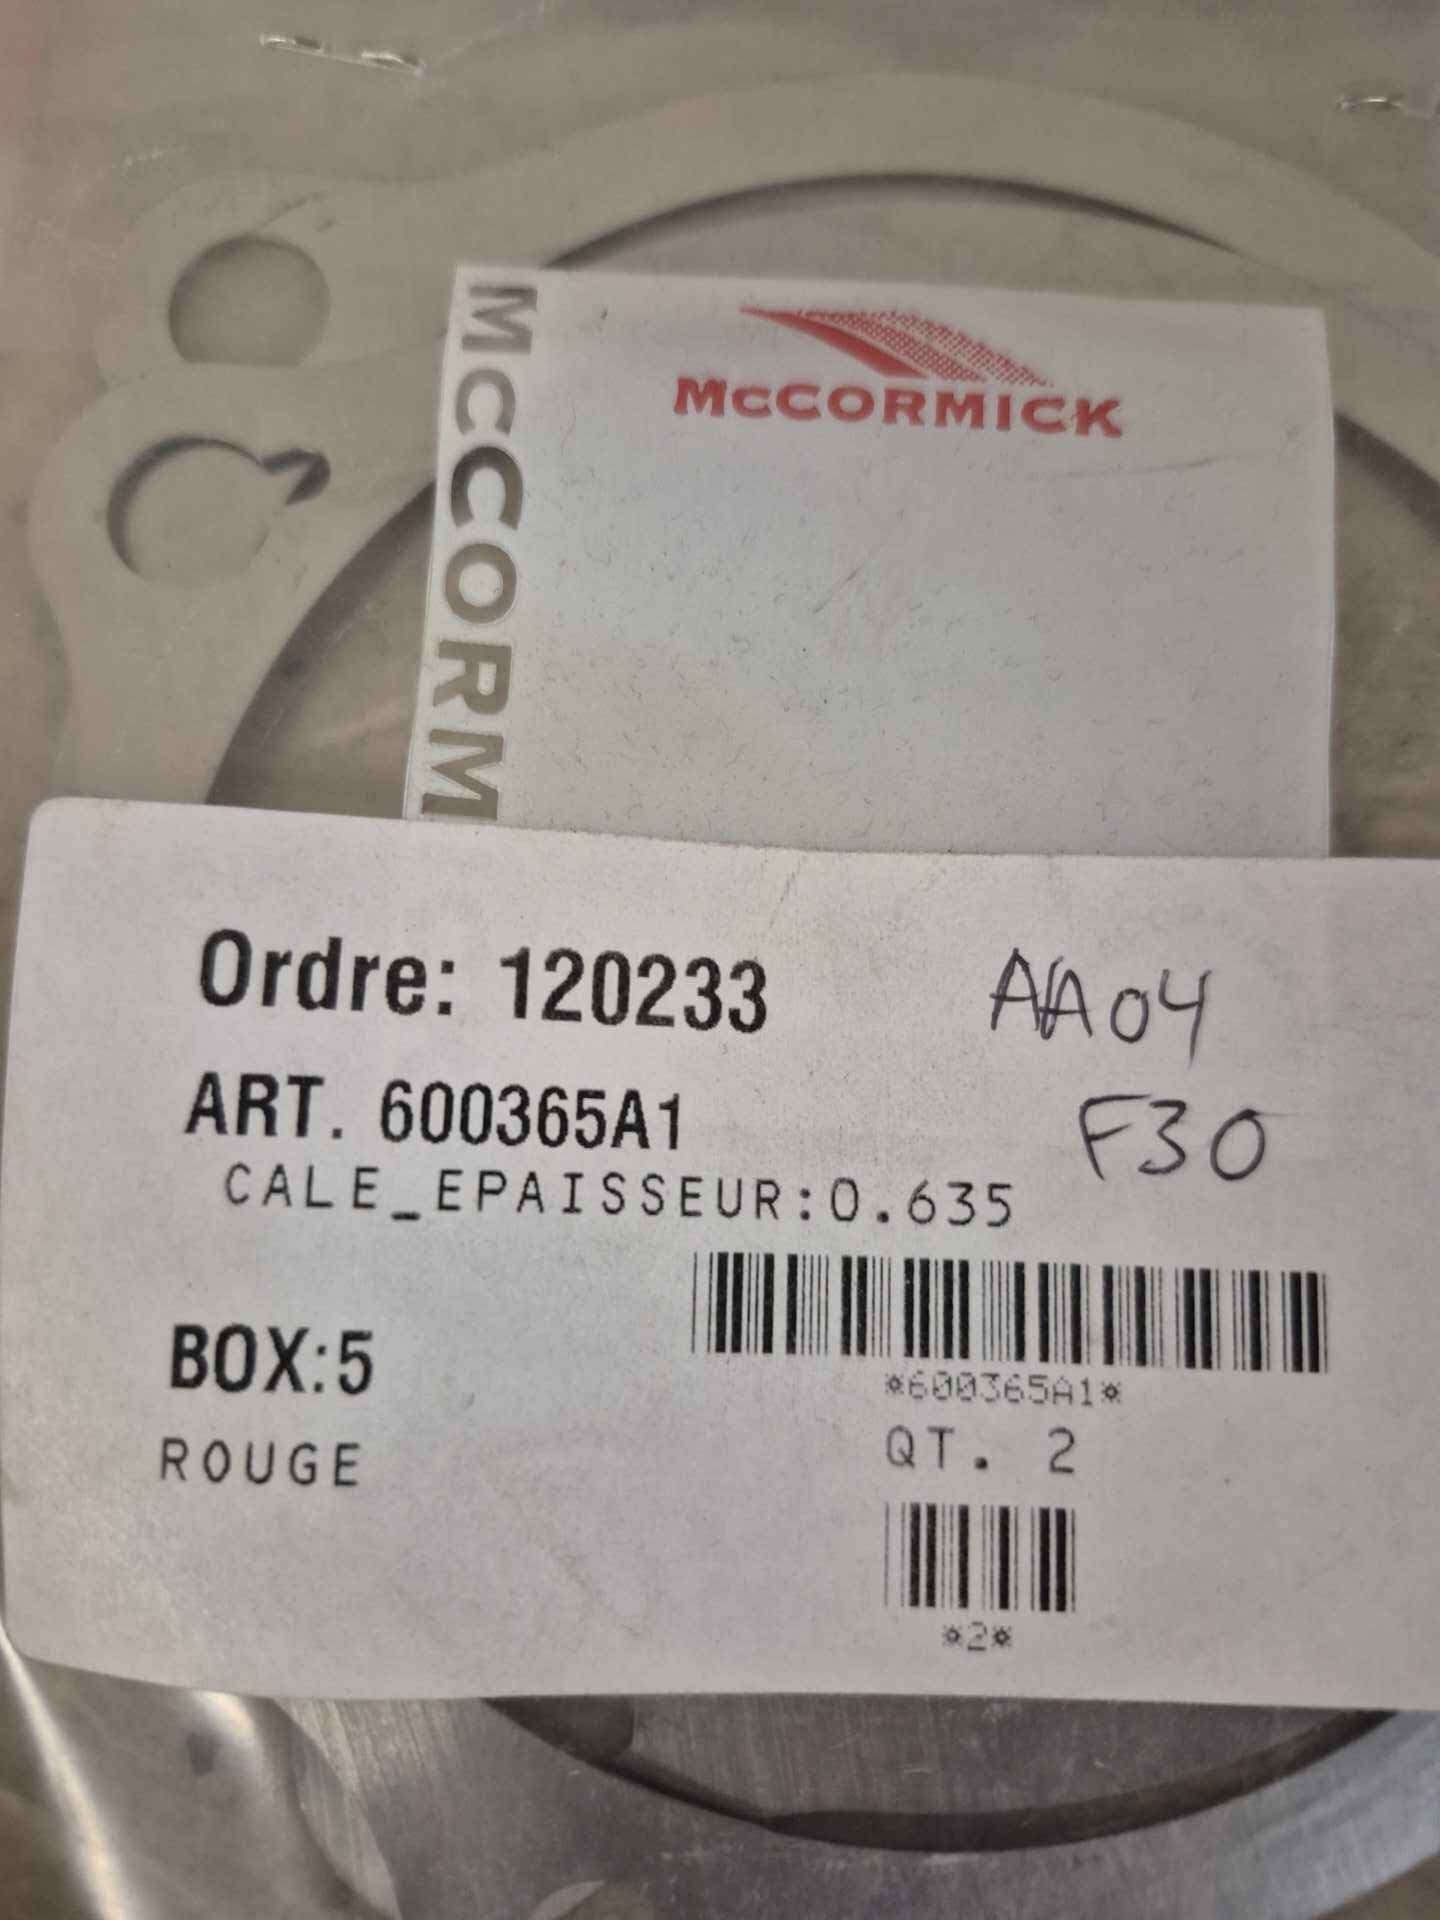 McCORMICK
McCORM
Ordre: 120233
AA04
ART. 600365A1
F30
CALE_EPAISSEUR:0.635
BOX:5
*600365A1*
ROUGE
QT. 2
*2*